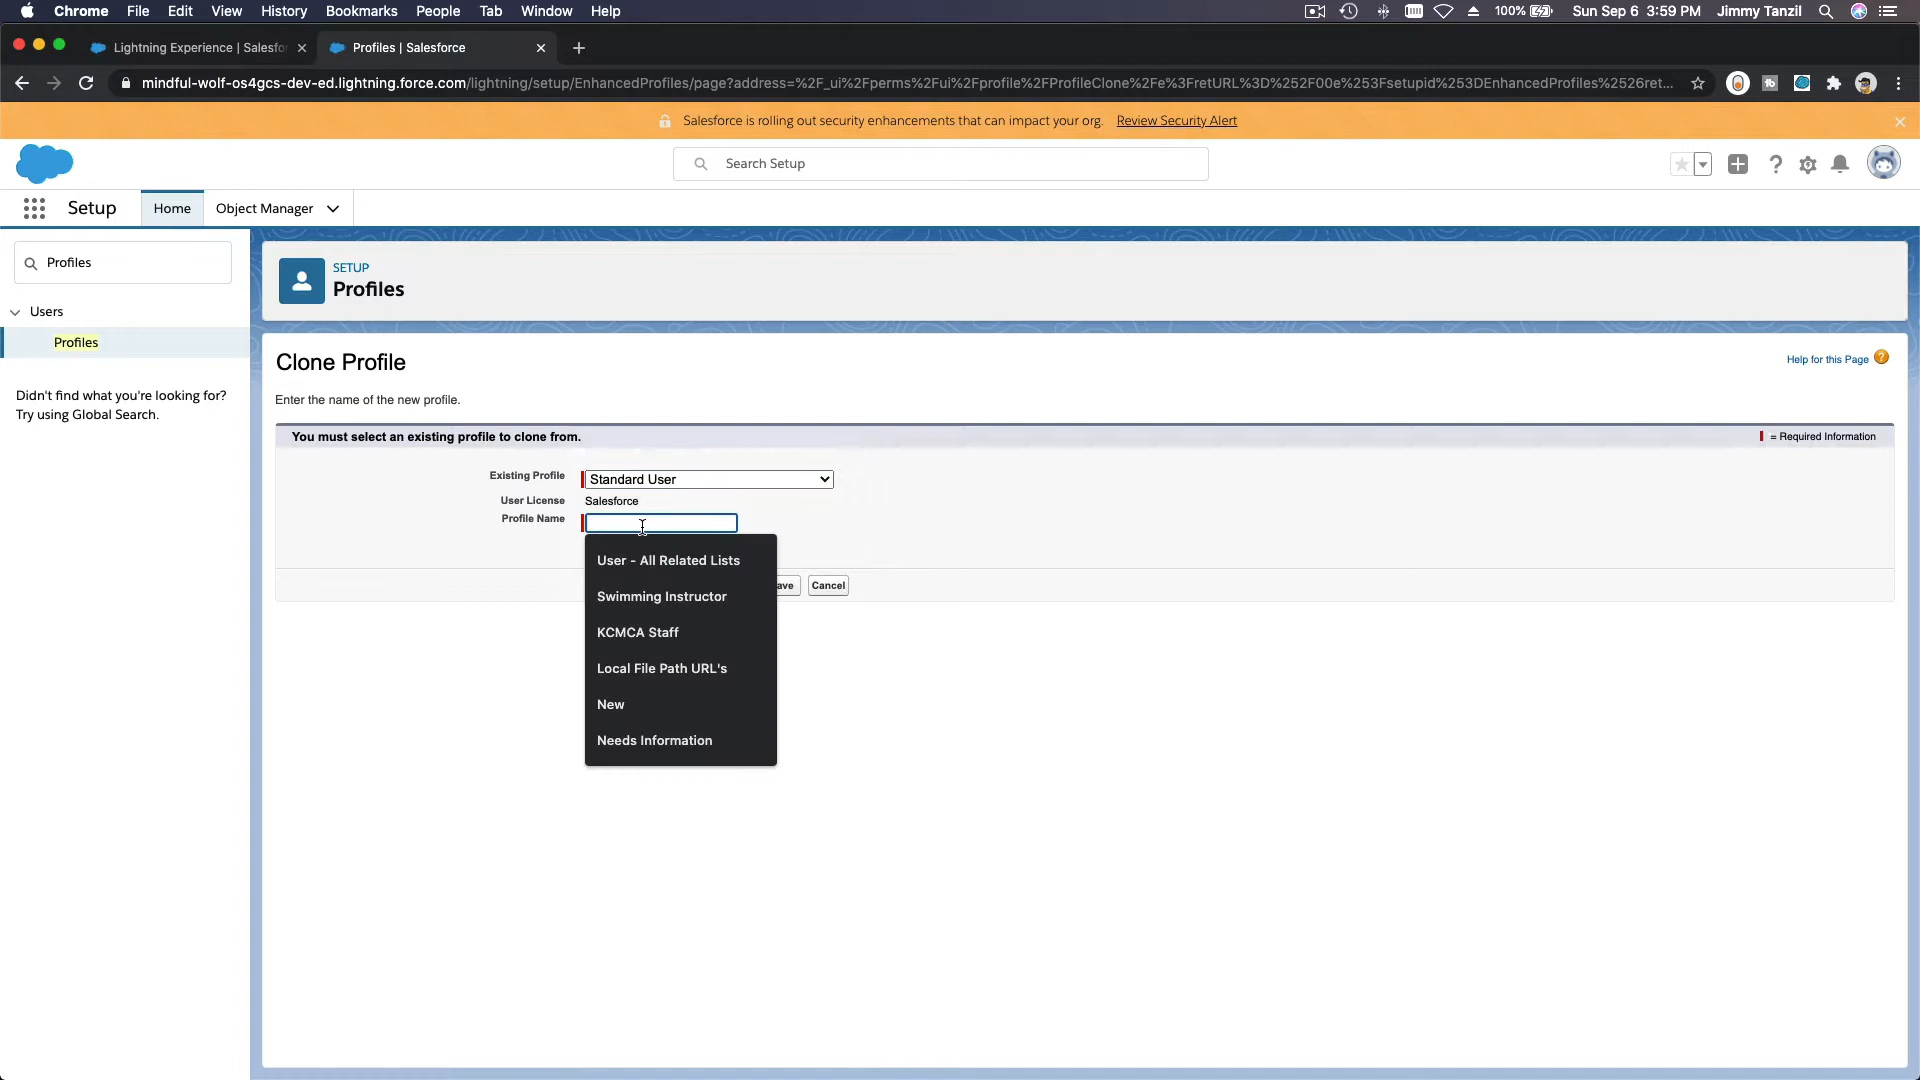 Chrome File Edit View History Bookmarks People Tab Window Help 100% Sun Sep 6 3:59 PM Jimmy Tanzil
Lightning Experience | Salesfor
Profiles | Salesforce
mindful-wolf-os4gcs-dev-ed.lightning.force.com/lightning/setup/EnhancedProfiles/page?address=%2F_ui%2Fperms%2Fui%2Fprofile%2FProfileClone%2Fe%3FretURL%3D%252F00e%253Fsetupid%253DEnhancedProfiles%2526ret...
Salesforce is rolling out security enhancements that can impact your org. Review Security Alert
Search Setup
Setup Home Object Manager
Profiles
Users
Profiles
Didn't find what you're looking for?
Try using Global Search.
SETUP
Profiles
Clone Profile
Help for this Page
Enter the name of the new profile.
You must select an existing profile to clone from.
= Required Information
Existing Profile Standard User
User License Salesforce
Profile Name
User - All Related Lists
Swimming Instructor
KCMCA Staff
Local File Path URL's
New
Needs Information
ave Cancel